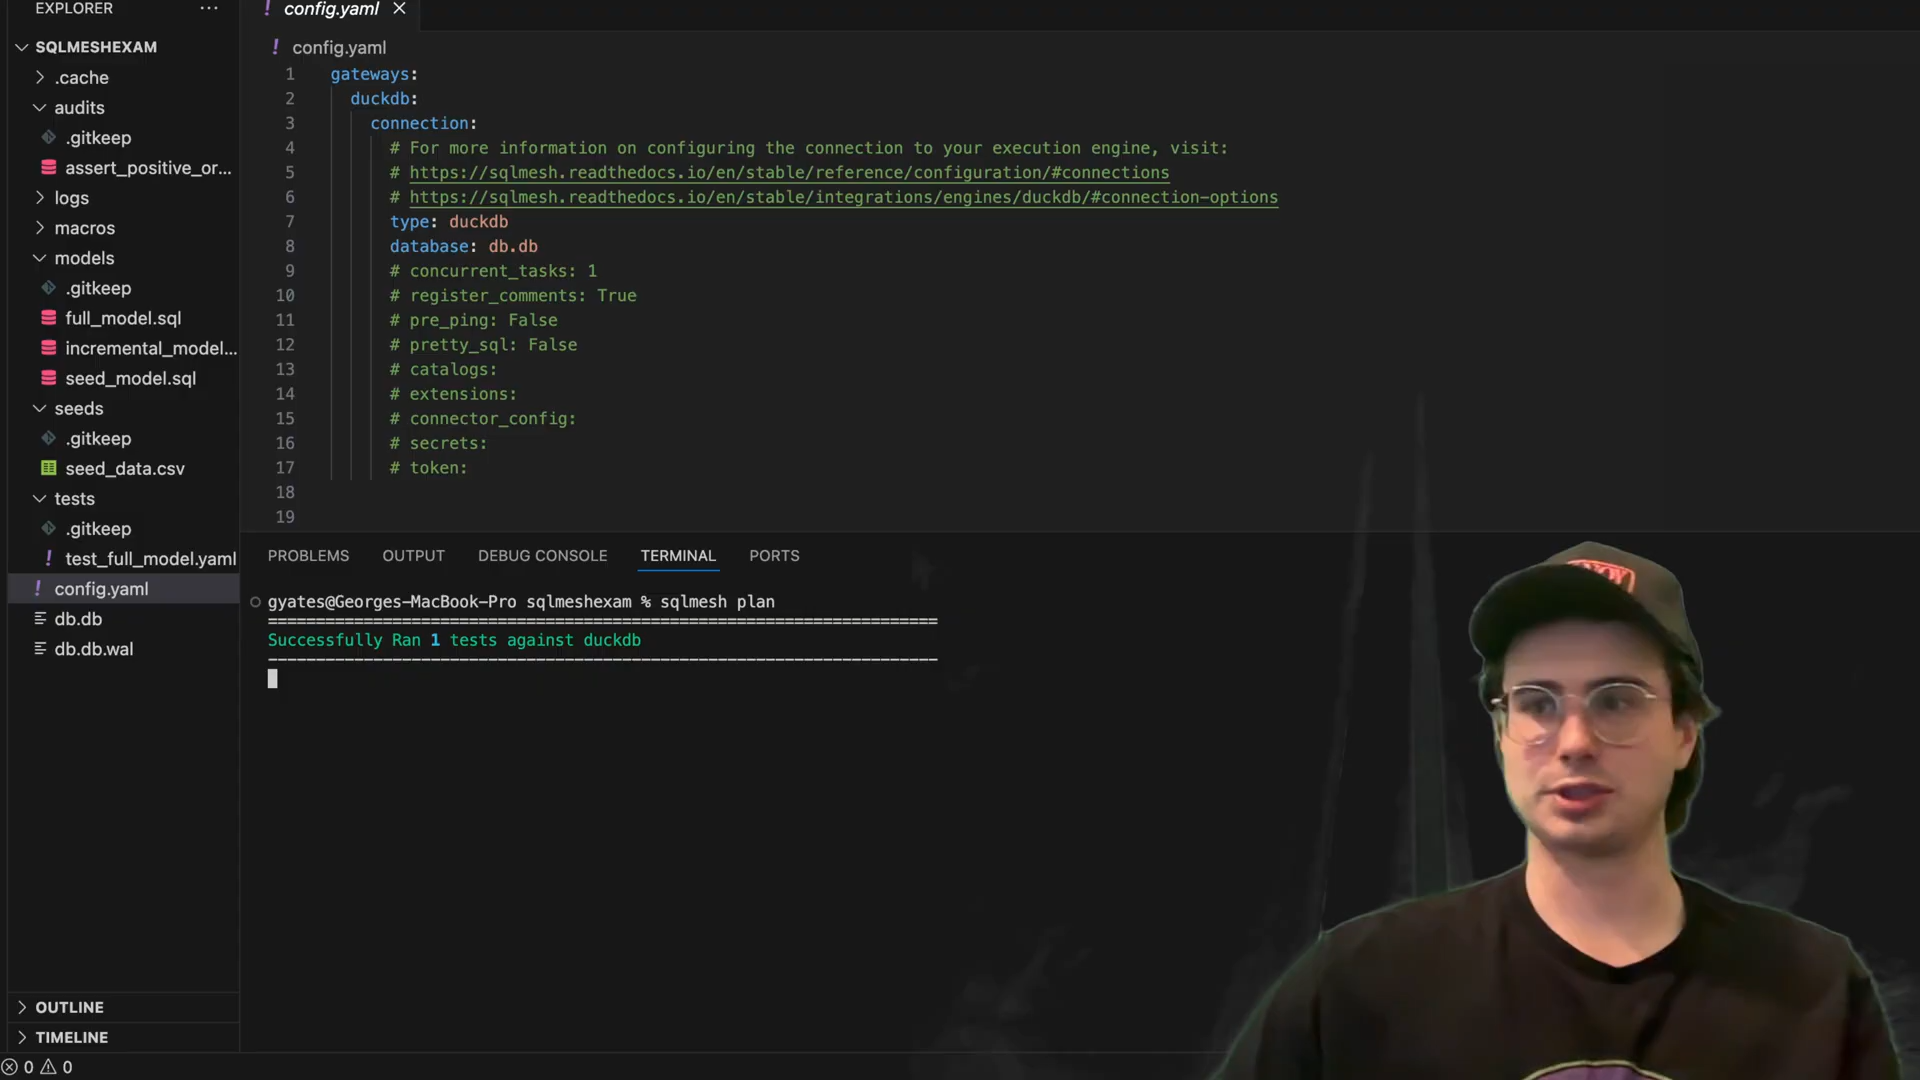 EXPLORER
···
SQLMESHEXAM
.cache
audits
.gitkeep
assert_positive_or...
logs
macros
models
.gitkeep
full_model.sql
incremental_model...
seed_model.sql
seeds
.gitkeep
seed_data.csv
tests
.gitkeep
! test_full_model.yaml
! config.yaml
db.db
db.db.wal
OUTLINE
TIMELINE
0 0
! config.yaml
! config.yaml
1 gateways:
2 duckdb:
3 connection:
4 # For more information on configuring the connection to your execution engine, visit:
5 # https://sqlmesh.readthedocs.io/en/stable/reference/configuration/#connections
6 # https://sqlmesh.readthedocs.io/en/stable/integrations/engines/duckdb/#connection-options
7 type: duckdb
8 database: db.db
9 # concurrent_tasks: 1
10 # register_comments: True
11 # pre_ping: False
12 # pretty_sql: False
13 # catalogs:
14 # extensions:
15 # connector_config:
16 # secrets:
17 # token:
18
19
PROBLEMS OUTPUT DEBUG CONSOLE TERMINAL PORTS
gyates@Georges-MacBook-Pro sqlmeshexam % sqlmesh plan
======================================================================
Successfully Ran 1 tests against duckdb
----------------------------------------------------------------------